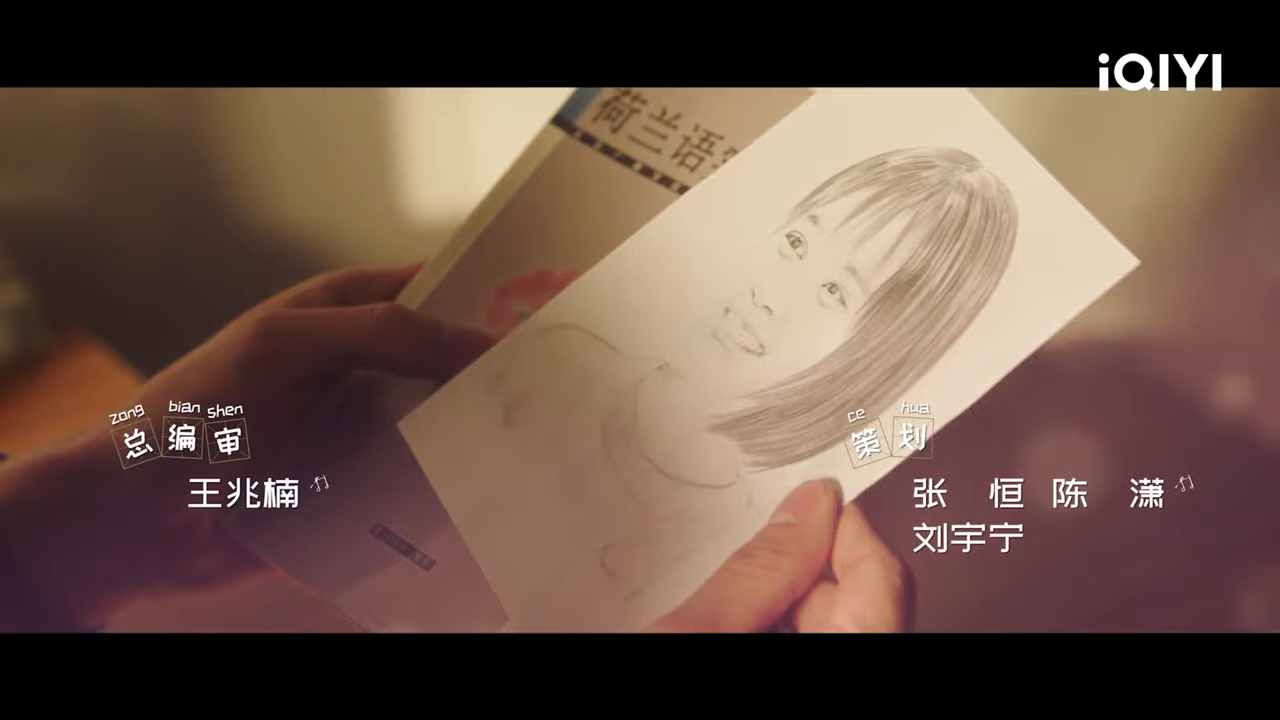 iQIYI
荷兰语
zong bian shen
总编审
王兆楠
ce hua
策划
张 恒 陈 潇
刘宇宁